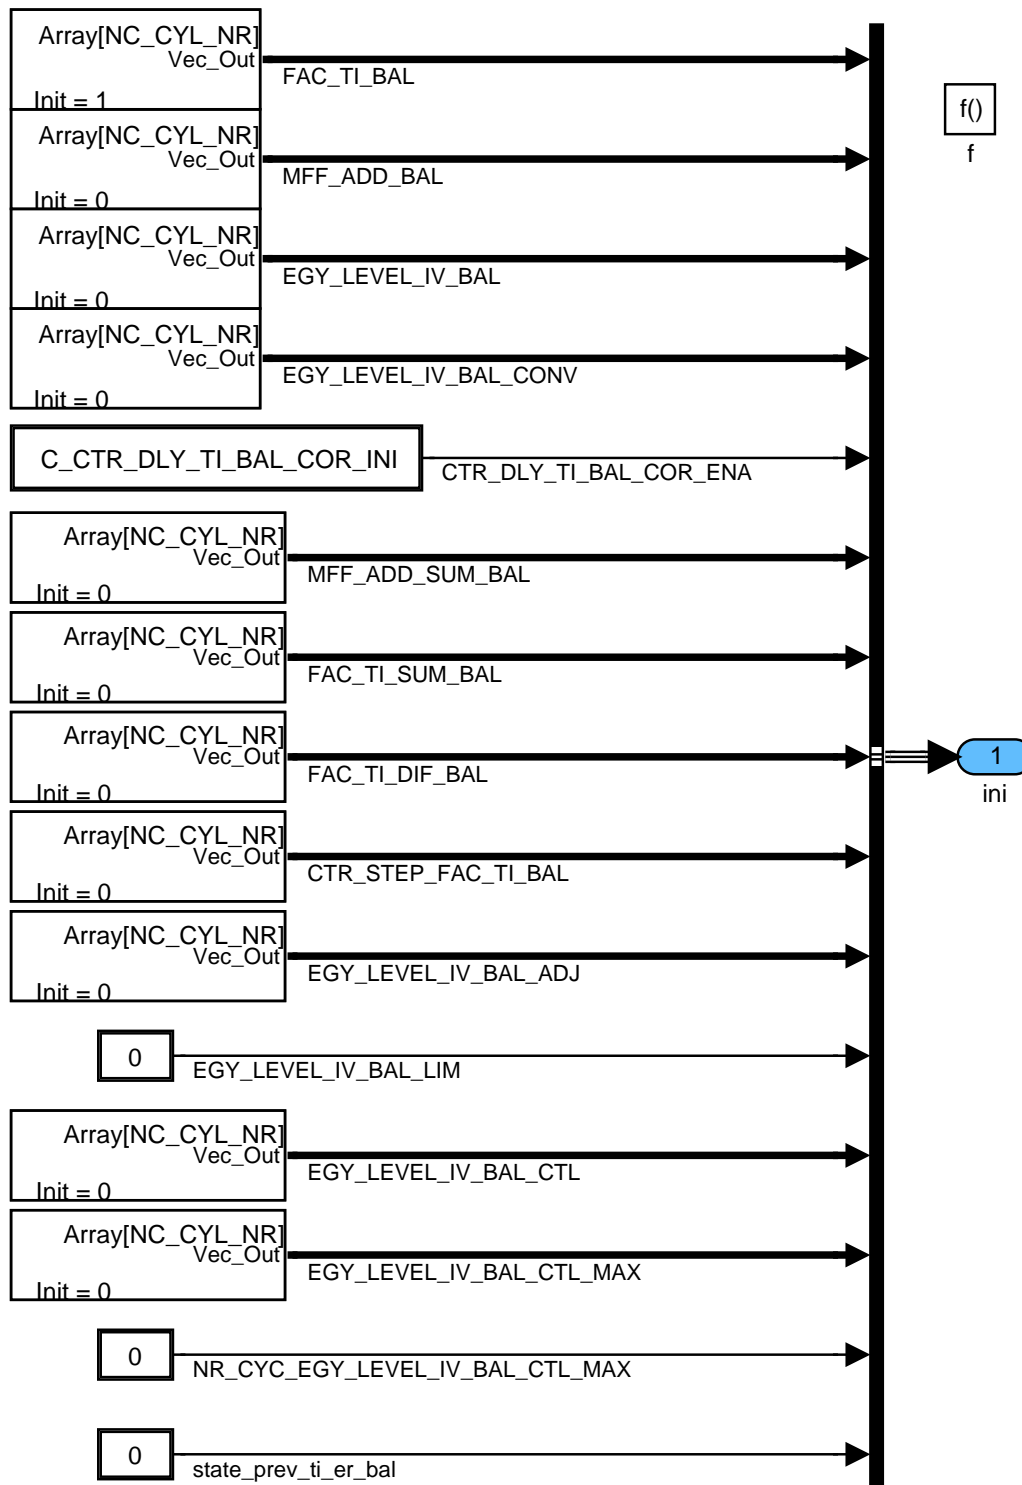 Array[NC_CYL_NR]
Vec_Out
Init = 1
FAC_TI_BAL
f()
f
Array[NC_CYL_NR]
Vec_Out
Init = 0
MFF_ADD_BAL
Array[NC_CYL_NR]
Vec_Out
Init = 0
EGY_LEVEL_IV_BAL
Array[NC_CYL_NR]
Vec_Out
Init = 0
EGY_LEVEL_IV_BAL_CONV
C_CTR_DLY_TI_BAL_COR_INI
CTR_DLY_TI_BAL_COR_ENA
Array[NC_CYL_NR]
Vec_Out
Init = 0
MFF_ADD_SUM_BAL
Array[NC_CYL_NR]
Vec_Out
Init = 0
FAC_TI_SUM_BAL
Array[NC_CYL_NR]
Vec_Out
Init = 0
FAC_TI_DIF_BAL
1
ini
Array[NC_CYL_NR]
Vec_Out
Init = 0
CTR_STEP_FAC_TI_BAL
Array[NC_CYL_NR]
Vec_Out
Init = 0
EGY_LEVEL_IV_BAL_ADJ
0
EGY_LEVEL_IV_BAL_LIM
Array[NC_CYL_NR]
Vec_Out
Init = 0
EGY_LEVEL_IV_BAL_CTL
Array[NC_CYL_NR]
Vec_Out
Init = 0
EGY_LEVEL_IV_BAL_CTL_MAX
0
NR_CYC_EGY_LEVEL_IV_BAL_CTL_MAX
0
state_prev_ti_er_bal